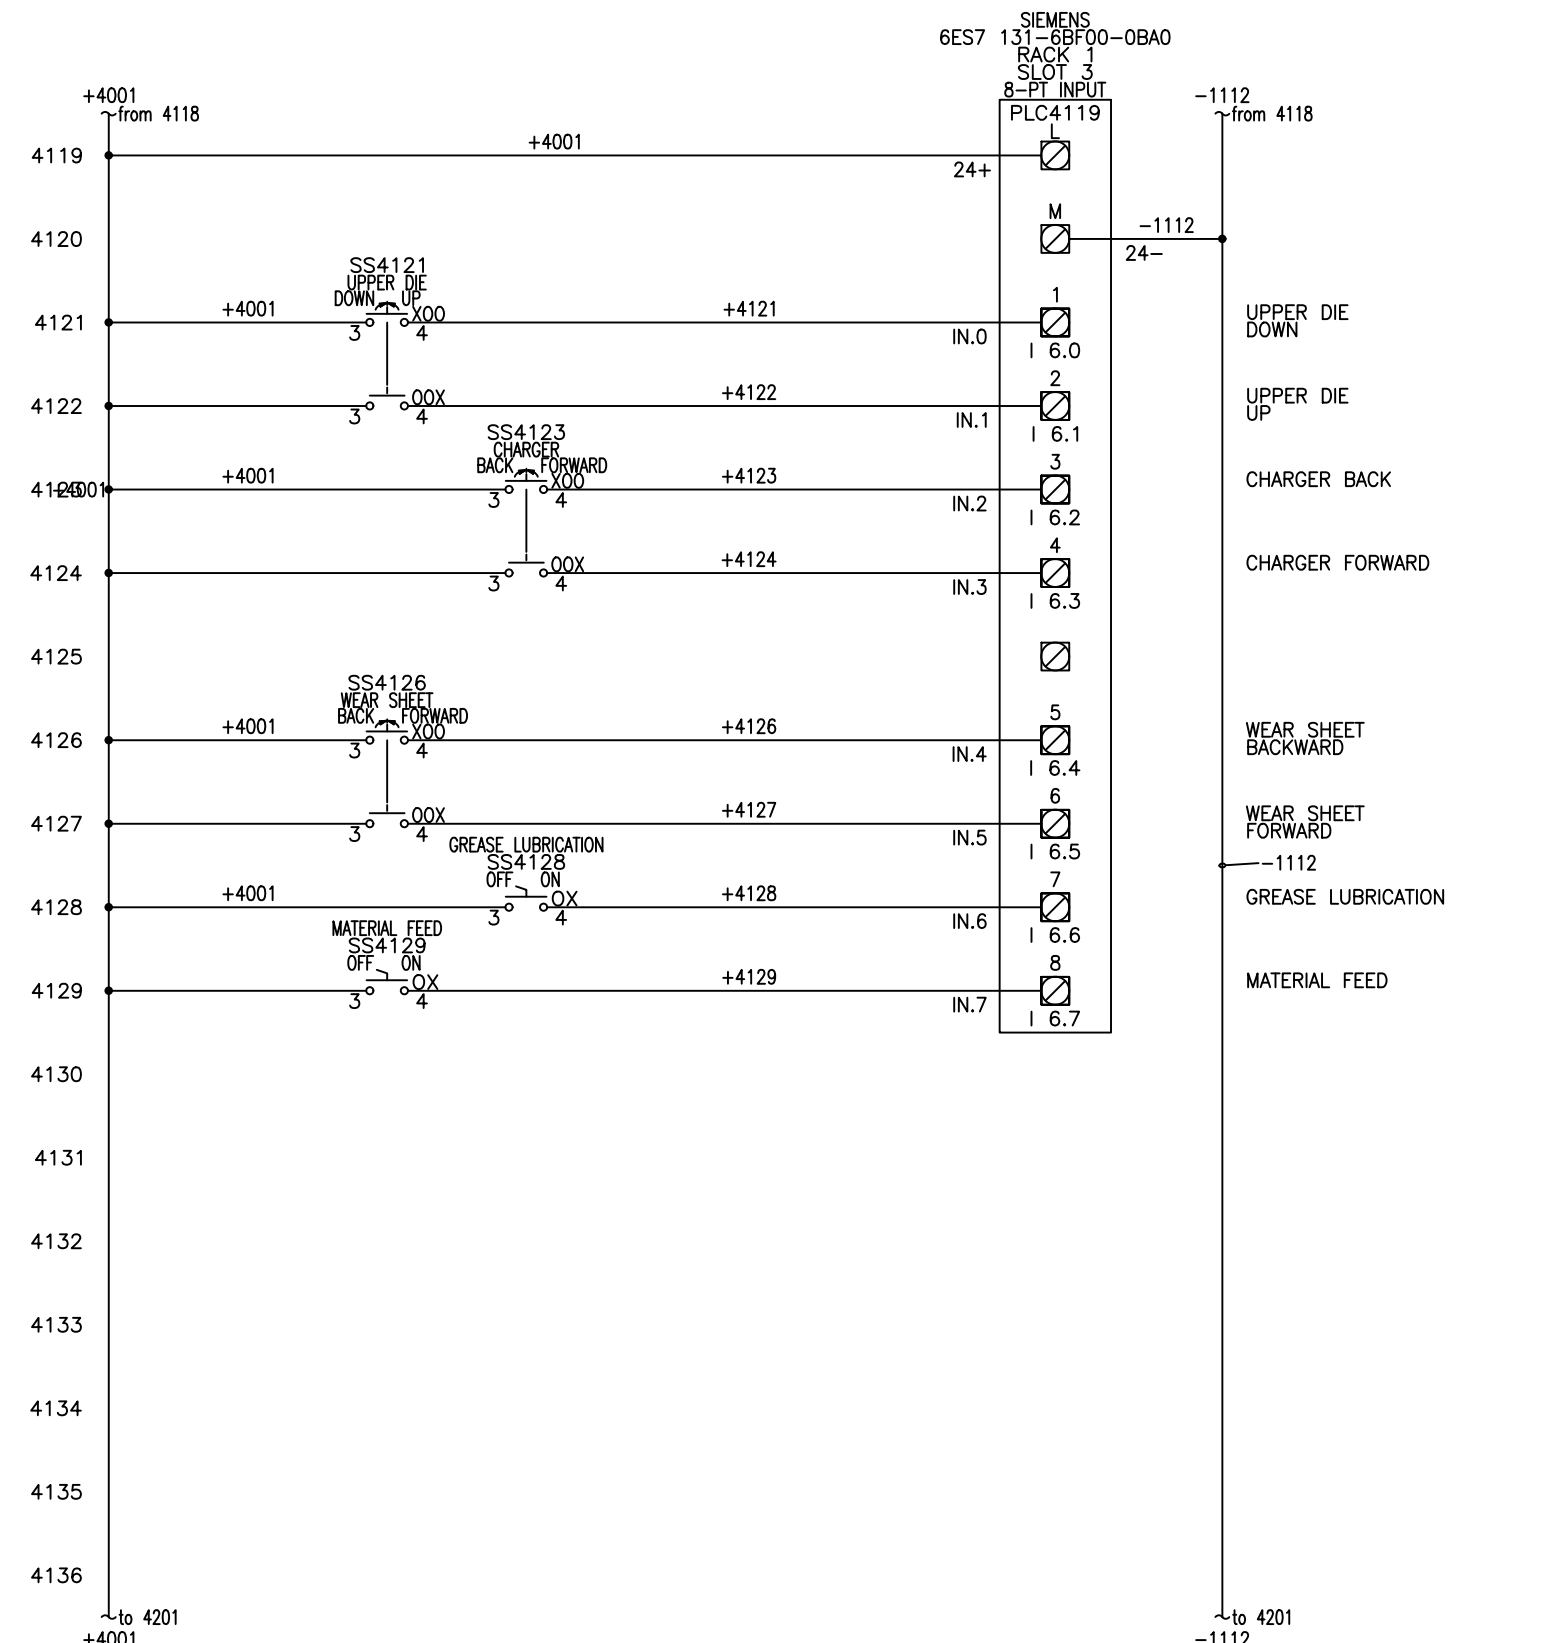 SIEMENS
6ES7 131-6BF00-0BA0
RACK 1
SLOT 3
8-PT INPUT
PLC4119
+4001
from 4118
-1112
from 4118
4119
+4001
24+
L
4120
M
-1112
24-
SS4121
UPPER DIE
DOWN UP
4121
+4001
XOO
3
4
+4121
IN.0
1
I 6.0
UPPER DIE
DOWN
4122
OOX
3
4
+4122
IN.1
2
I 6.1
UPPER DIE
UP
SS4123
CHARGER
BACK FORWARD
4123
+4001
+4001
XOO
3
4
+4123
IN.2
3
I 6.2
CHARGER BACK
4124
OOX
3
4
+4124
IN.3
4
I 6.3
CHARGER FORWARD
4125
SS4126
WEAR SHEET
BACK FORWARD
4126
+4001
XOO
3
4
+4126
IN.4
5
I 6.4
WEAR SHEET
BACKWARD
4127
OOX
3
4
+4127
IN.5
6
I 6.5
WEAR SHEET
FORWARD
-1112
GREASE LUBRICATION
SS4128
OFF ON
4128
+4001
OX
3
4
+4128
IN.6
7
I 6.6
GREASE LUBRICATION
MATERIAL FEED
SS4129
OFF ON
4129
OX
3
4
+4129
IN.7
8
I 6.7
MATERIAL FEED
4130
4131
4132
4133
4134
4135
4136
to 4201
+4001
to 4201
-1112